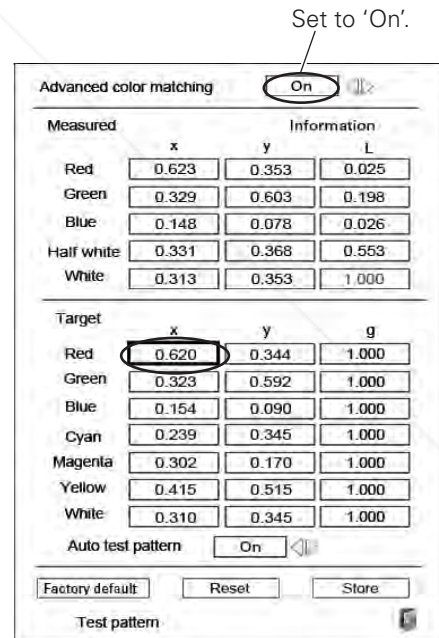 Set to 'On'.
Advanced color matching On
Measured Information
x y L
Red 0.623 0.353 0.025
Green 0.329 0.603 0.198
Blue 0.148 0.078 0.026
Half white 0.331 0.368 0.553
White 0.313 0.353 1.000
Target
x y g
Red 0.620 0.344 1.000
Green 0.323 0.592 1.000
Blue 0.154 0.090 1.000
Cyan 0.239 0.345 1.000
Magenta 0.302 0.170 1.000
Yellow 0.415 0.515 1.000
White 0.310 0.345 1.000
Auto test pattern On
Factory default Reset Store
Test pattern